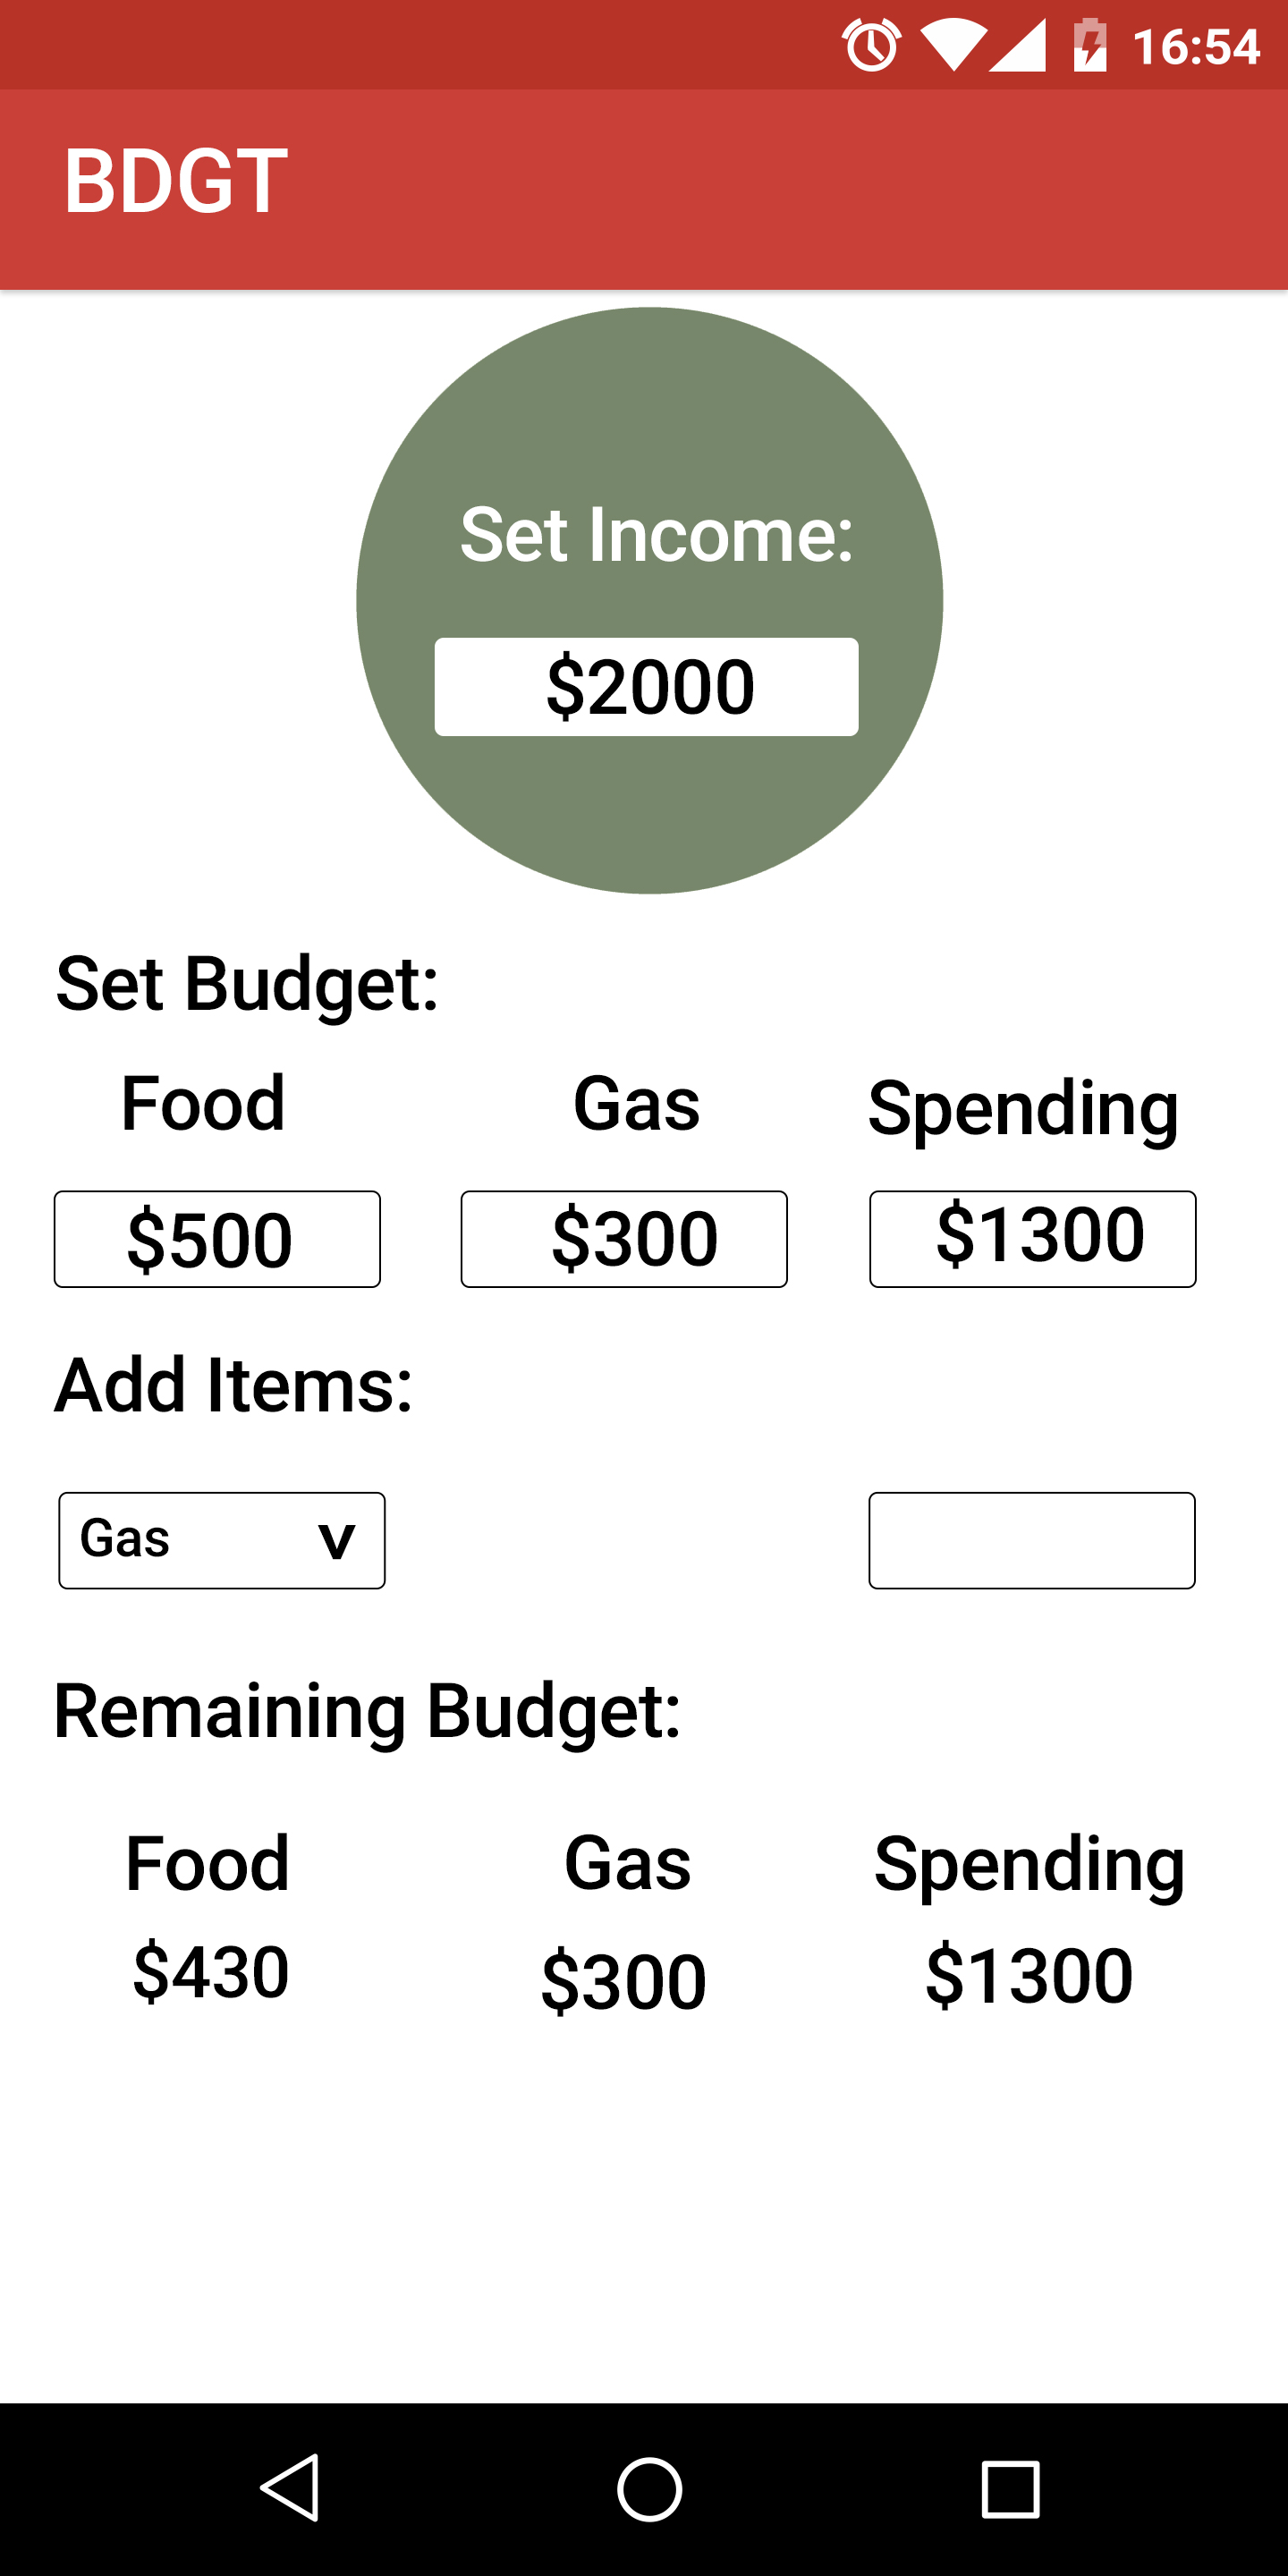 16:54
BDGT
Set Income:
$2000
Set Budget:
Food Gas Spending
$500 $300 $1300
Add Items:
Gas v
Remaining Budget:
Food Gas Spending
$430 $300 $1300